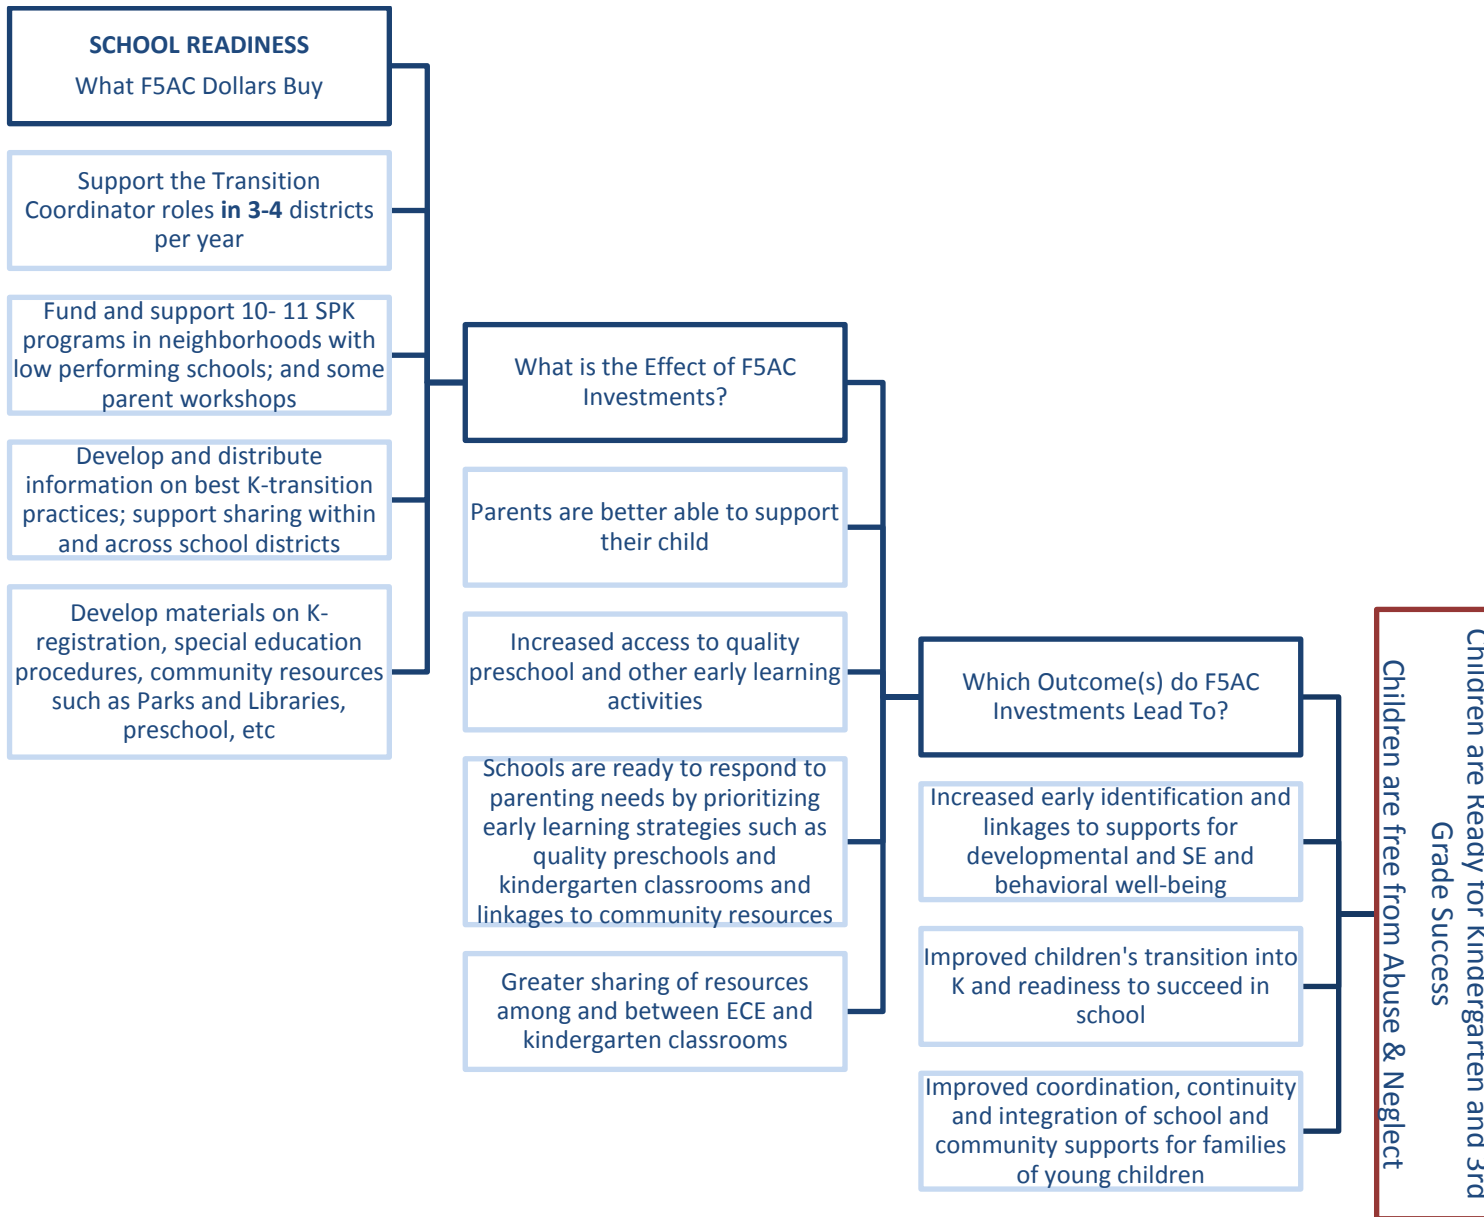 SCHOOL READINESS
What F5AC Dollars Buy
Support the Transition
Coordinator roles in 3-4 districts
per year
Fund and support 10- 11 SPK
programs in neighborhoods with
low performing schools; and some
parent workshops
Develop and distribute
information on best K-transition
practices; support sharing within
and across school districts
Develop materials on K-
registration, special education
procedures, community resources
such as Parks and Libraries,
preschool, etc
What is the Effect of F5AC
Investments?
Parents are better able to support
their child
Increased access to quality
preschool and other early learning
activities
Schools are ready to respond to
parenting needs by prioritizing
early learning strategies such as
quality preschools and
kindergarten classrooms and
linkages to community resources
Greater sharing of resources
among and between ECE and
kindergarten classrooms
Which Outcome(s) do F5AC
Investments Lead To?
Increased early identification and
linkages to supports for
developmental and SE and
behavioral well-being
Improved children's transition into
K and readiness to succeed in
school
Improved coordination, continuity
and integration of school and
community supports for families
of young children
Children are Ready for Kindergarten and 3rd
Grade Success
Children are free from Abuse & Neglect